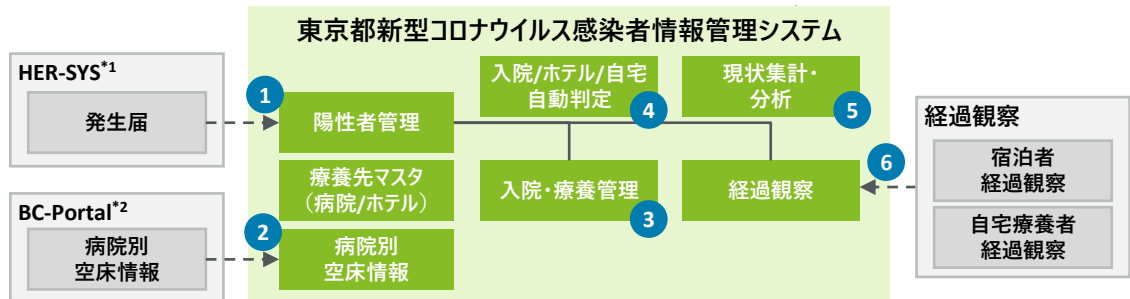 東京都新型コロナウイルス感染者情報管理システム
HER-SYS*1
発生届
BC-Portal*2
病院別
空床情報
1
陽性者管理
療養先マスタ
（病院/ホテル）
2
病院別
空床情報
入院/ホテル/自宅
自動判定
4
入院・療養管理
3
現状集計・
分析
5
経過観察
6
経過観察
宿泊者
経過観察
自宅療養者
経過観察